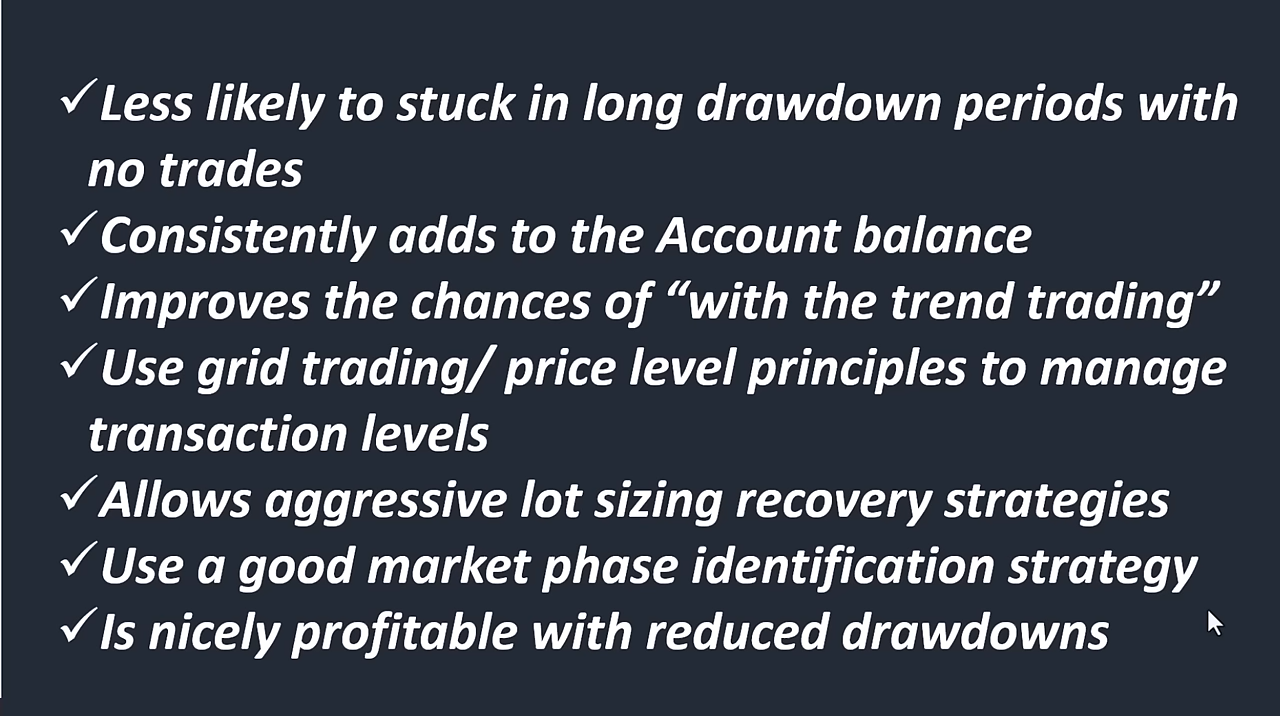 ✓Less likely to stuck in long drawdown periods with
no trades
✓Consistently adds to the Account balance
✓Improves the chances of “with the trend trading”
✓Use grid trading/ price level principles to manage
transaction levels
✓Allows aggressive lot sizing recovery strategies
✓Use a good market phase identification strategy
✓Is nicely profitable with reduced drawdowns